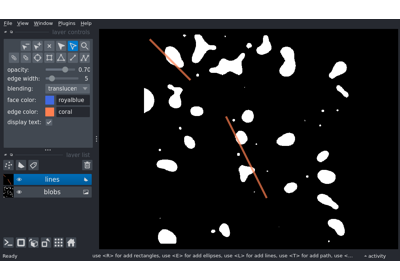 File View Window Plugins Help
layer controls
opacity: 0.70
edge width: 5
blending: translucen
face color: royalblue
edge color: coral
display text:
layer list
lines
blobs
Ready use <R> for add rectangles, use <E> for add ellipses, use <L> for add lines, use <T> for add path, use <... activity